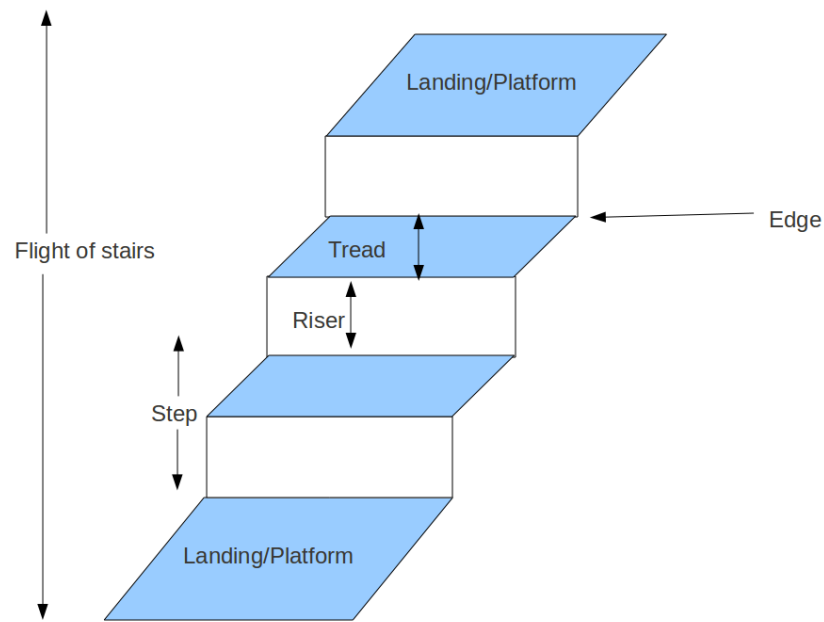 Landing/Platform
Edge
Flight of stairs
Tread
Riser
Step
Landing/Platform